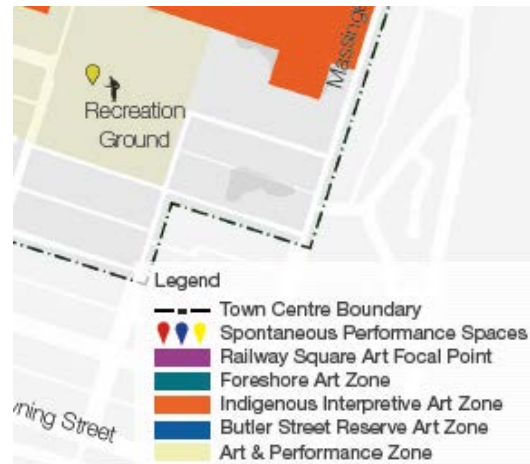 Recreation
Ground
Legend
Town Centre Boundary
Spontaneous Performance Spaces
Railway Square Art Focal Point
Foreshore Art Zone
Indigenous Interpretive Art Zone
Butler Street Reserve Art Zone
Art & Performance Zone
Street